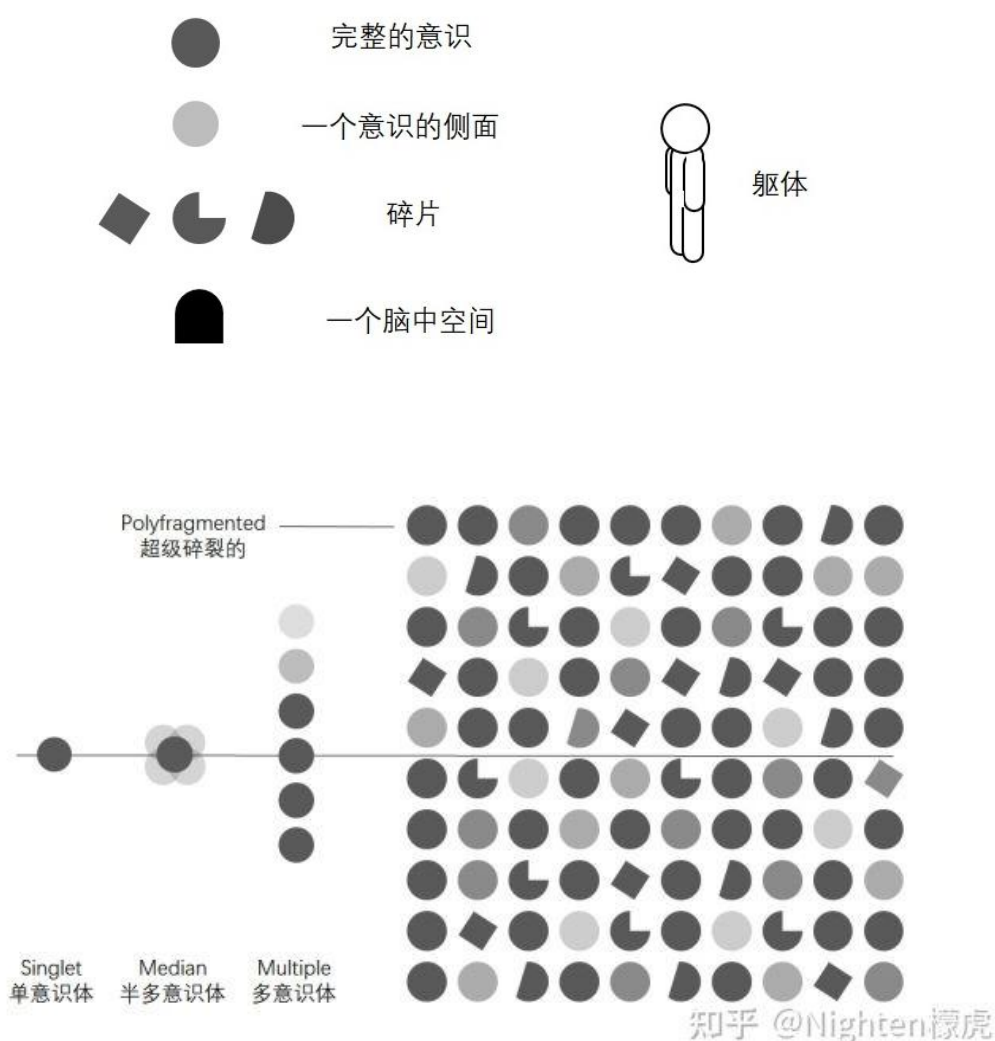 完整的意识
一个意识的侧面
躯体
碎片
一个脑中空间
Polyfragmented
超级碎裂的
Singlet
单意识体
Median
半多意识体
Multiple
多意识体
知乎 @Nighten檬虎